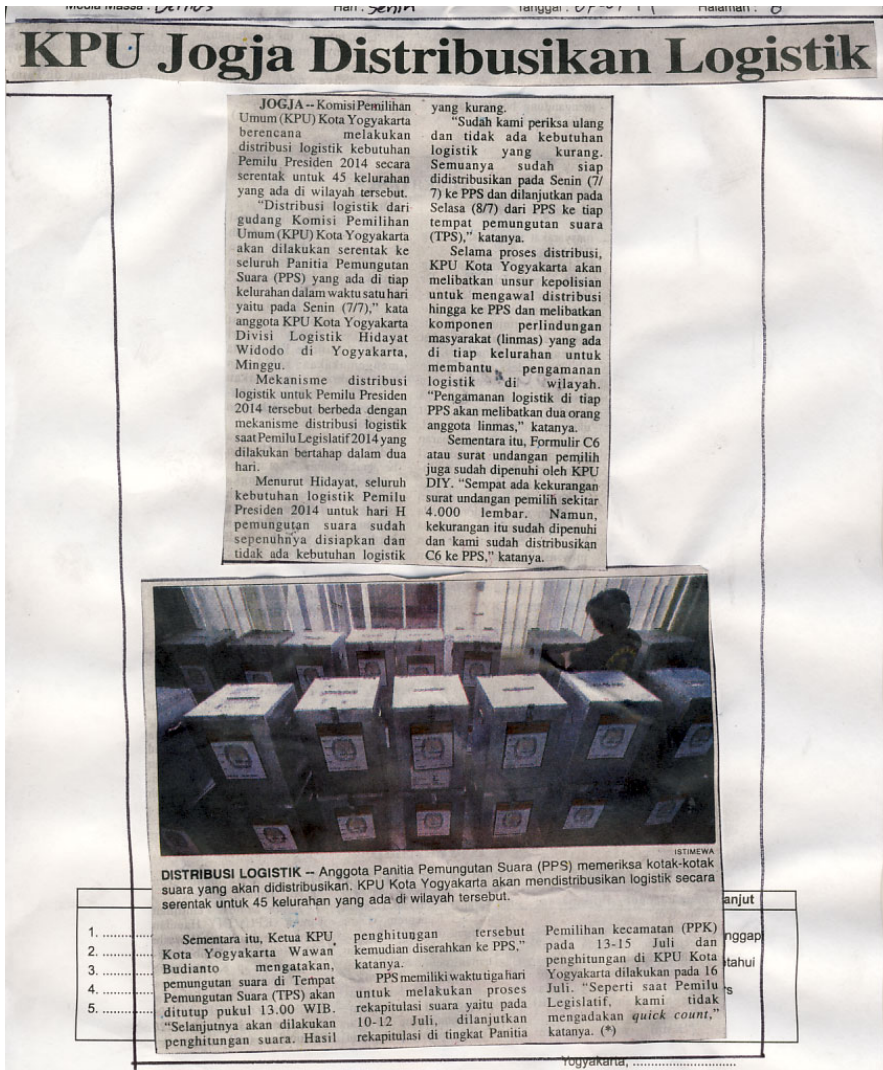 Media Massa :
Hari : Senin
Tanggal :
Halaman : 6
KPU Jogja Distribusikan Logistik
JOGJA -- Komisi Pemilihan
Umum (KPU) Kota Yogyakarta
berencana melakukan
distribusi logistik kebutuhan
Pemilu Presiden 2014 secara
serentak untuk 45 kelurahan
yang ada di wilayah tersebut.
"Distribusi logistik dari
gudang Komisi Pemilihan
Umum (KPU) Kota Yogyakarta
akan dilakukan serentak ke
seluruh Panitia Pemungutan
Suara (PPS) yang ada di tiap
kelurahan dalam waktu satu hari
yaitu pada Senin (7/7)," kata
anggota KPU Kota Yogyakarta
Divisi Logistik Hidayat
Widodo di Yogyakarta,
Minggu.
Mekanisme distribusi
logistik untuk Pemilu Presiden
2014 tersebut berbeda dengan
mekanisme distribusi logistik
saat Pemilu Legislatif 2014 yang
dilakukan bertahap dalam dua
hari.
Menurut Hidayat, seluruh
kebutuhan logistik Pemilu
Presiden 2014 untuk hari H
pemungutan suara sudah
sepenuhnya disiapkan dan
tidak ada kebutuhan logistik
yang kurang.
"Sudah kami periksa ulang
dan tidak ada kebutuhan
logistik yang kurang.
Semuanya sudah siap
didistribusikan pada Senin (7/
7) ke PPS dan dilanjutkan pada
Selasa (8/7) dari PPS ke tiap
tempat pemungutan suara
(TPS)," katanya.
Selama proses distribusi,
KPU Kota Yogyakarta akan
melibatkan unsur kepolisian
untuk mengawal distribusi
hingga ke PPS dan melibatkan
komponen perlindungan
masyarakat (linmas) yang ada
di tiap kelurahan untuk
membantu pengamanan
logistik di wilayah.
"Pengamanan logistik di tiap
PPS akan melibatkan dua orang
anggota linmas," katanya.
Sementara itu, Formulir C6
atau surat undangan pemilih
juga sudah dipenuhi oleh KPU
DIY. "Sempat ada kekurangan
surat undangan pemilih sekitar
4.000 lembar. Namun,
kekurangan itu sudah dipenuhi
dan kami sudah distribusikan
C6 ke PPS," katanya.
ISTIMEWA
DISTRIBUSI LOGISTIK -- Anggota Panitia Pemungutan Suara (PPS) memeriksa kotak-kotak
suara yang akan didistribusikan. KPU Kota Yogyakarta akan mendistribusikan logistik secara
serentak untuk 45 kelurahan yang ada di wilayah tersebut.
Sementara itu, Ketua KPU
Kota Yogyakarta Wawan
Budianto mengatakan,
pemungutan suara di Tempat
Pemungutan Suara (TPS) akan
ditutup pukul 13.00 WIB.
"Selanjutnya akan dilakukan
penghitungan suara. Hasil
penghitungan tersebut
kemudian diserahkan ke PPS,"
katanya.
PPS memiliki waktu tiga hari
untuk melakukan proses
rekapitulasi suara yaitu pada
10-12 Juli, dilanjutkan
rekapitulasi di tingkat Panitia
Pemilihan kecamatan (PPK)
pada 13-15 Juli dan
penghitungan di KPU Kota
Yogyakarta dilakukan pada 16
Juli. "Seperti saat Pemilu
Legislatif, kami tidak
mengadakan quick count,"
katanya. (*)
1. ............
2. ............
3. ............
4. ............
5. ............
anjut
nggap
tahui
s
Yogyakarta, ............................